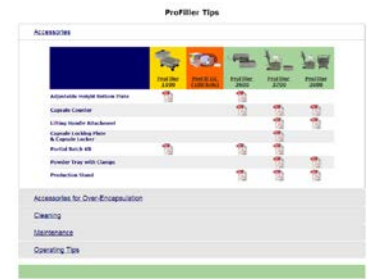 ProFiller Tips
Accessories
ProFiller 1100
ProFiller 3600
ProFiller 3700
ProFiller 3800
Adjustable Height Bottom Plate
Capsule Counter
Lifting Handle Attachment
Capsule Locking Plate
& Capsule Locker
Partial Batch Kit
Powder Tray with Clamps
Production Stand
Accessories for Over-Encapsulation
Cleaning
Maintenance
Operating Tips